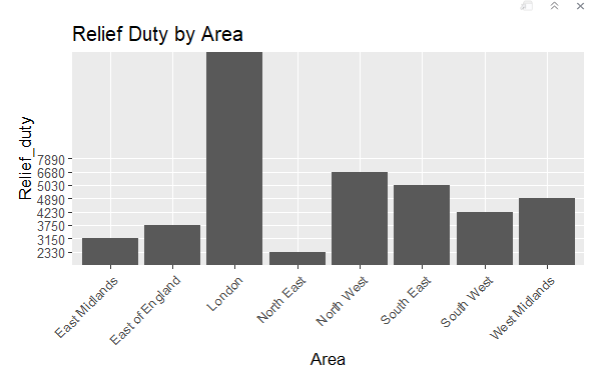 Relief Duty by Area
Relief_duty
7890
6680
5030
4890
4230
3750
3150
2330
East Midlands
East of England
London
North East
North West
South East
South West
West Midlands
Area